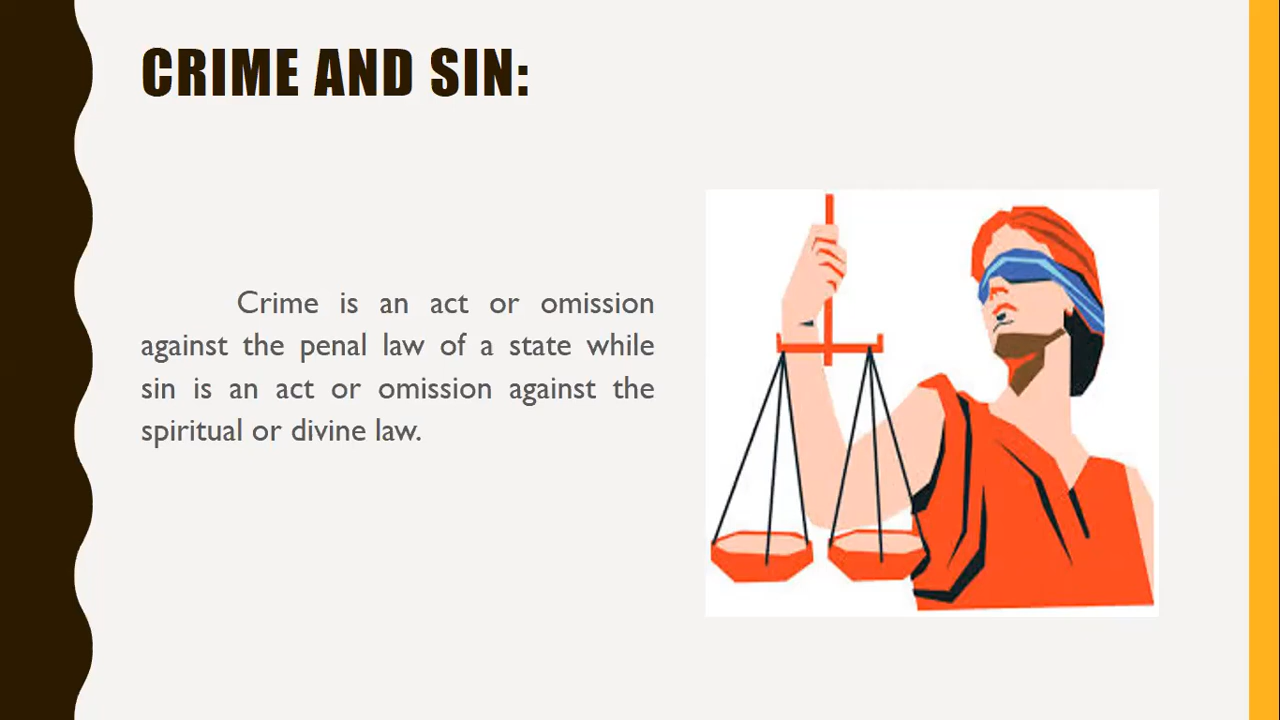 CRIME AND SIN:
Crime is an act or omission
against the penal law of a state while
sin is an act or omission against the
spiritual or divine law.